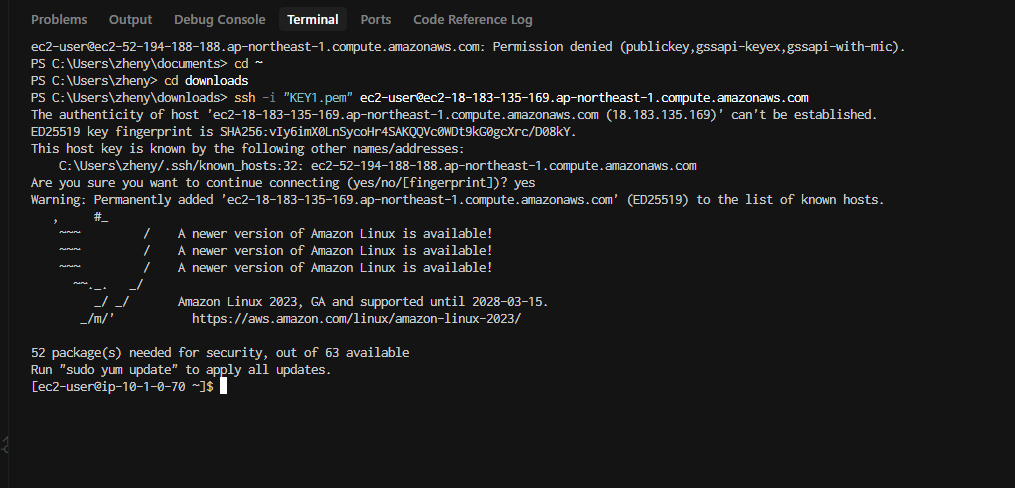 Problems Output Debug Console Terminal Ports Code Reference Log
ec2-user@ec2-52-194-188-188.ap-northeast-1.compute.amazonaws.com: Permission denied (publickey,gssapi-keyex,gssapi-with-mic).
PS C:\Users\zheny\documents> cd ~
PS C:\Users\zheny> cd downloads
PS C:\Users\zheny\downloads> ssh -i "KEY1.pem" ec2-user@ec2-18-183-135-169.ap-northeast-1.compute.amazonaws.com
The authenticity of host 'ec2-18-183-135-169.ap-northeast-1.compute.amazonaws.com (18.183.135.169)' can't be established.
ED25519 key fingerprint is SHA256:vIy6imX0LnSycoHr4SAKQQVc0WDt9kG0gcXrc/D08kY.
This host key is known by the following other names/addresses:
    C:\Users\zheny/.ssh/known_hosts:32: ec2-52-194-188-188.ap-northeast-1.compute.amazonaws.com
Are you sure you want to continue connecting (yes/no/[fingerprint])? yes
Warning: Permanently added 'ec2-18-183-135-169.ap-northeast-1.compute.amazonaws.com' (ED25519) to the list of known hosts.
   ,     #_
    ~~~         /    A newer version of Amazon Linux is available!
    ~~~         /    A newer version of Amazon Linux is available!
    ~~~         /    A newer version of Amazon Linux is available!
      ~~._.   _/
         _/ _/       Amazon Linux 2023, GA and supported until 2028-03-15.
       _/m/'           https://aws.amazon.com/linux/amazon-linux-2023/
52 package(s) needed for security, out of 63 available
Run "sudo yum update" to apply all updates.
[ec2-user@ip-10-1-0-70 ~]$